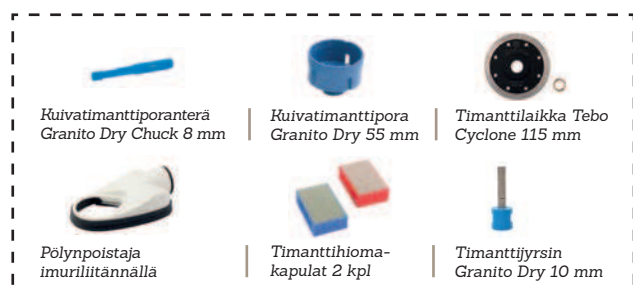 Kuivatimanttiporanterä
Granito Dry Chuck 8 mm
Kuivatimanttipora
Granito Dry 55 mm
Timanttilaikka Tebo
Cyclone 115 mm
Pölynpoistaja
imuriliitännällä
Timanttihioma-
kapulat 2 kpl
Timanttijyrsin
Granito Dry 10 mm